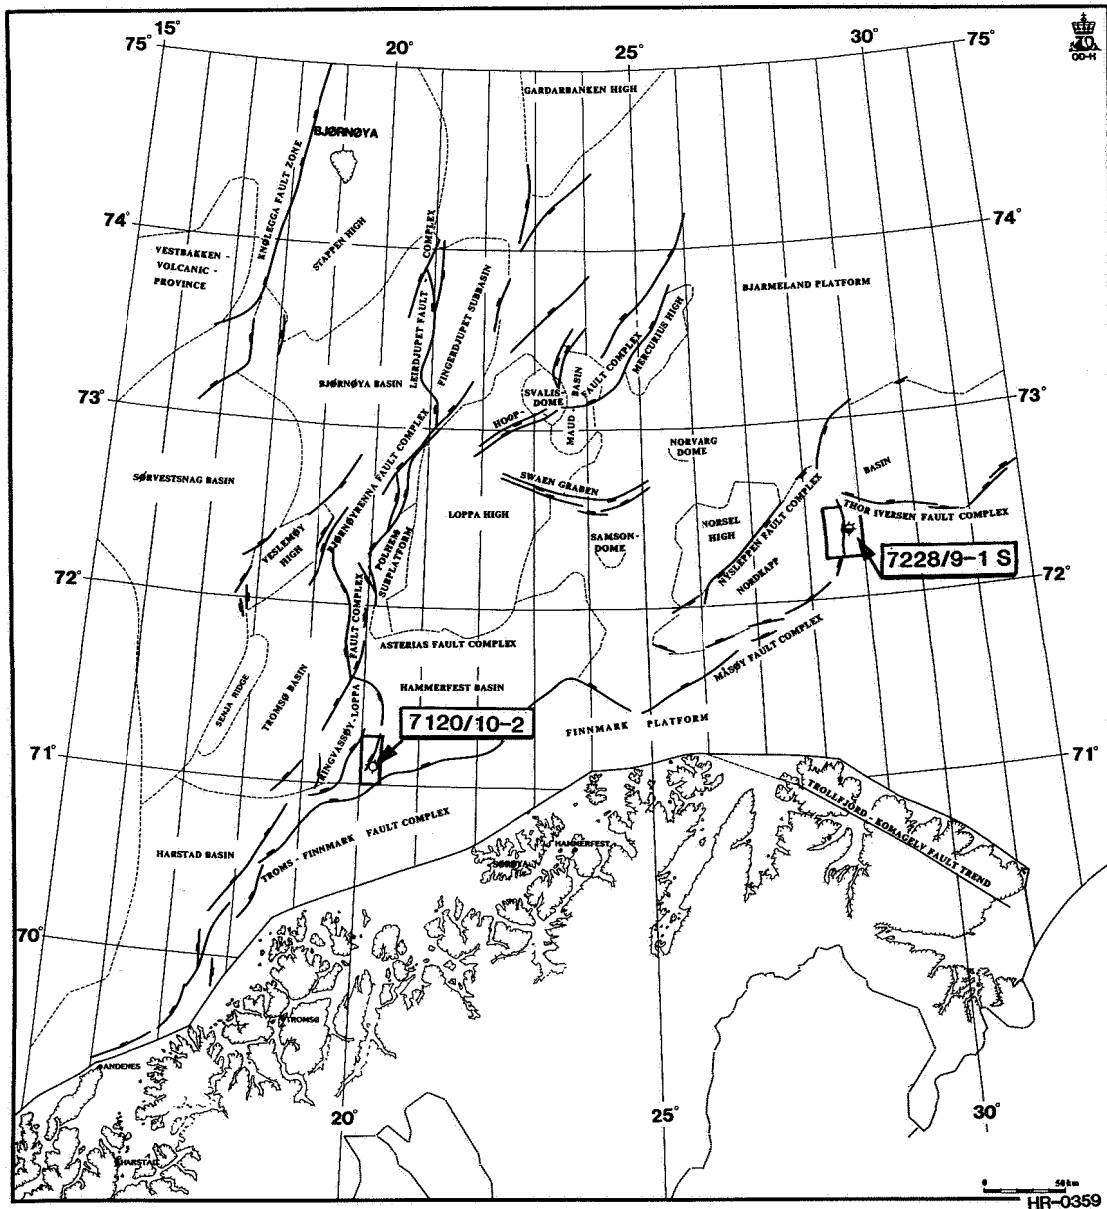 15°
20°
25°
30°
75°
75°
OD-H
GARDARBANKEN HIGH
BJØRNØYA
KNØLEGGA FAULT ZONE
74°
74°
STAPPEN HIGH
VESTBAKKEN -
VOLCANIC -
PROVINCE
LEIRDJUPET FAULT - COMPLEX
FINGERDJUPET SUBBASIN
BJARMELAND PLATFORM
MERCURIUS HIGH
BJØRNØYA BASIN
HOOP - FAULT COMPLEX
SVALIS-
DOME
MAUD - BASIN
73°
73°
NORVARG
DOME
BASIN
SØRVESTSNAG BASIN
BJØRNØYRENNA FAULT COMPLEX
SWAEN GRABEN
LOPPA HIGH
NORSEL
HIGH
NYSLEPPEN FAULT COMPLEX
THOR IVERSEN FAULT COMPLEX
VESLEMØY
HIGH
POLHEM
SUBPLATFORM
SAMSON-
DOME
7228/9-1 S
NORDKAPP
72°
72°
ASTERIAS FAULT COMPLEX
MÅSØY FAULT COMPLEX
SENJA RIDGE
TROMSØ BASIN
RINGVASSØY-LOPPA FAULT COMPLEX
HAMMERFEST BASIN
7120/10-2
FINNMARK PLATFORM
71°
71°
TROLLFJORD - KOMAGELV FAULT TREND
TROMS - FINNMARK FAULT COMPLEX
HARSTAD BASIN
HAMMERFEST
SØRØYA
70°
TROMSØ
ANDENES
HARSTAD
20°
25°
30°
0 50 km
HR-0359